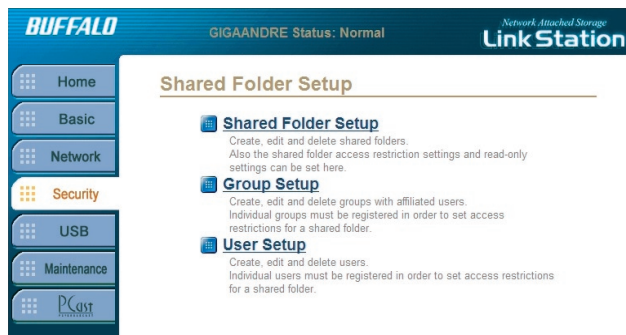 BUFFALO
GIGAANDRE Status: Normal
Network Attached Storage
LinkStation
Home
Basic
Network
Security
USB
Maintenance
PCast
Shared Folder Setup
Shared Folder Setup
Create, edit and delete shared folders.
Also the shared folder access restriction settings and read-only
settings can be set here.
Group Setup
Create, edit and delete groups with affiliated users.
Individual groups must be registered in order to set access
restrictions for a shared folder.
User Setup
Create, edit and delete users.
Individual users must be registered in order to set access restrictions
for a shared folder.